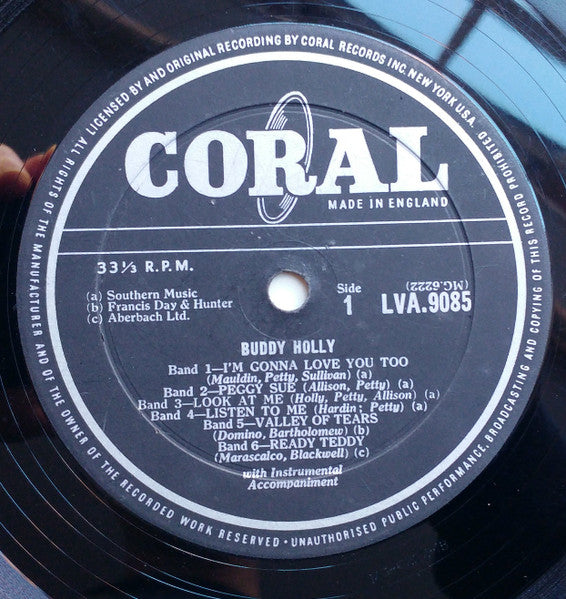 ALL RIGHTS OF THE MANUFACTURER AND OF THE OWNER OF THE RECORDED WORK RESERVED • UNAUTHORISED PUBLIC PERFORMANCE, BROADCASTING AND COPYING OF THIS RECORD PROHIBITED.
LICENSED BY AND ORIGINAL RECORDING BY CORAL RECORDS INC. NEW YORK U.S.A.
CORAL
MADE IN ENGLAND
33⅓ R.P.M.
(a) Southern Music
(b) Francis Day & Hunter
(c) Aberbach Ltd.
Side
1
(MG.6222)
LVA.9085
BUDDY HOLLY
Band 1—I'M GONNA LOVE YOU TOO
(Mauldin, Petty, Sullivan) (a)
Band 2—PEGGY SUE (Allison, Petty) (a)
Band 3—LOOK AT ME (Holly, Petty, Allison) (a)
Band 4—LISTEN TO ME (Hardin; Petty) (a)
Band 5—VALLEY OF TEARS
(Domino, Bartholomew) (b)
Band 6—READY TEDDY
(Marascalco, Blackwell) (c)
with Instrumental
Accompaniment